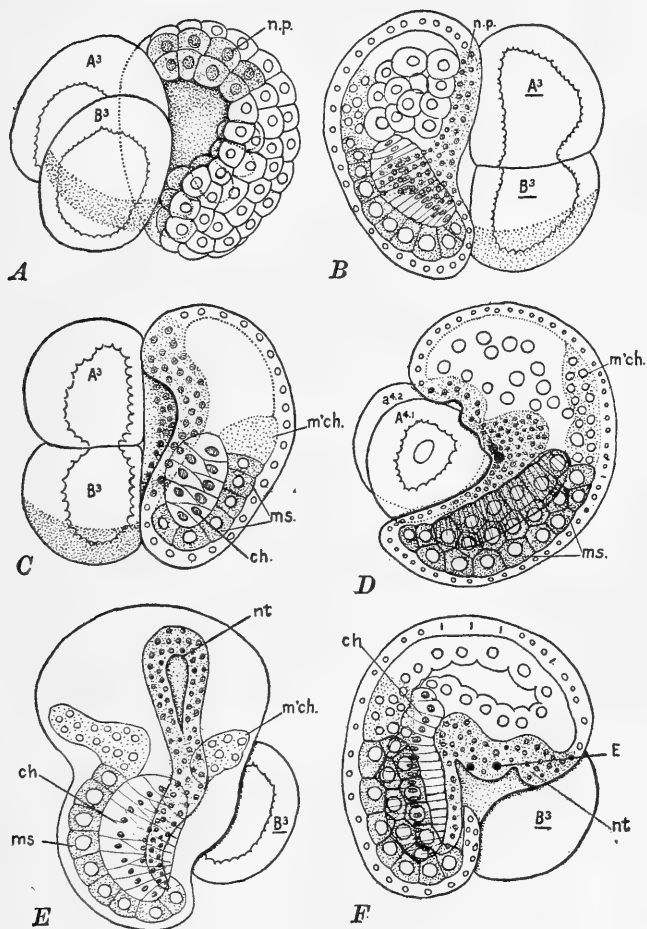 n.p.
A³
B³
A
n.p.
A³
B³
B
A³
B³
m'ch.
ms.
ch.
C
m'ch.
a⁴·²
A⁴·¹
ms.
D
nt
m'ch.
ch.
ms
B³
E
ch
E
B³
nt
F